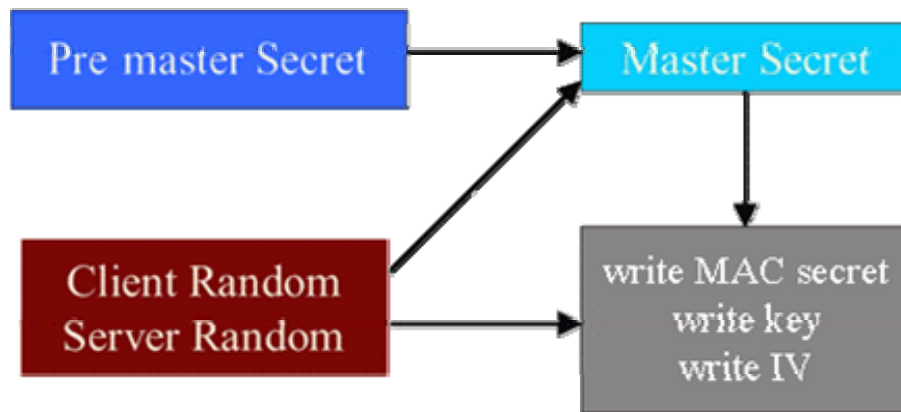 Pre master Secret
Master Secret
Client Random
Server Random
write MAC secret
write key
write IV